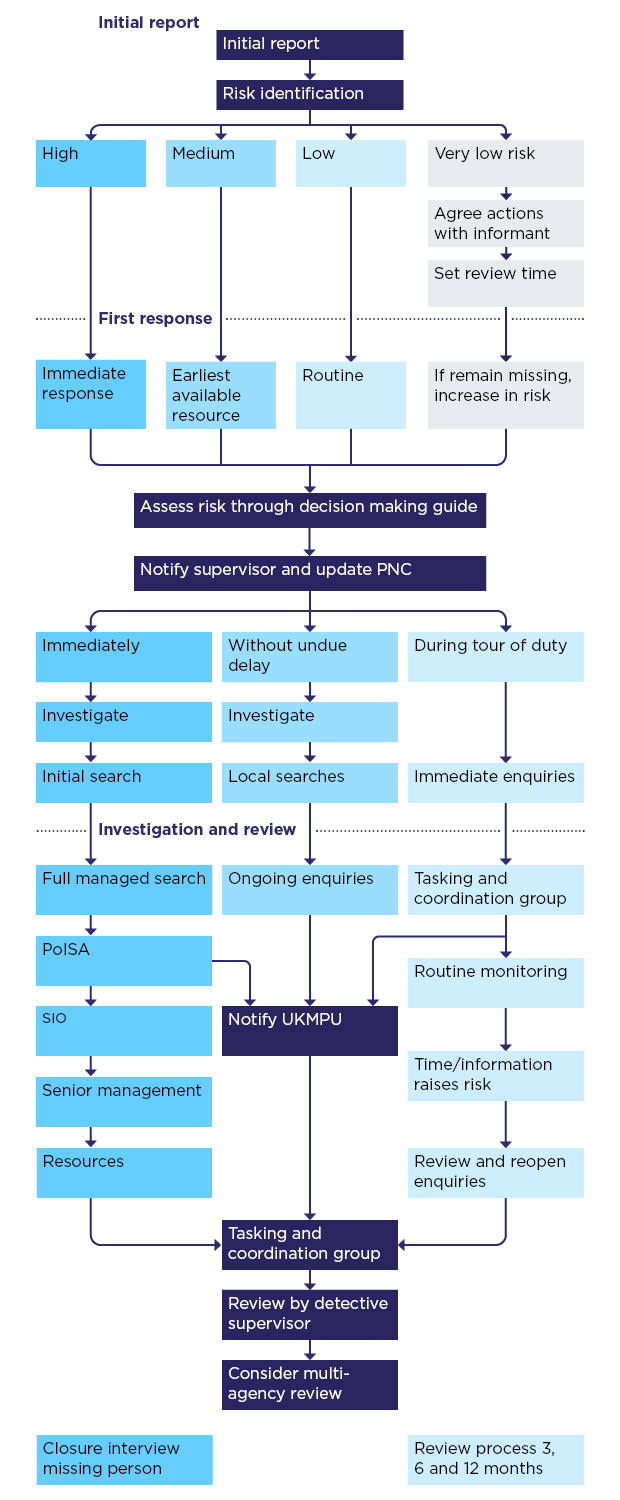 Initial report
Initial report
Risk identification
High
Medium
Low
Very low risk
Agree actions
with informant
Set review time
First response
Immediate
response
Earliest
available
resource
Routine
If remain missing,
increase in risk
Assess risk through decision making guide
Notify supervisor and update PNC
Immediately
Without undue
delay
During tour of duty
Investigate
Investigate
Initial search
Local searches
Immediate enquiries
Investigation and review
Full managed search
Ongoing enquiries
Tasking and
coordination group
PolSA
Routine monitoring
SIO
Notify UKMPU
Time/information
raises risk
Senior management
Resources
Review and reopen
enquiries
Tasking and
coordination group
Review by detective
supervisor
Consider multi-
agency review
Closure interview
missing person
Review process 3,
6 and 12 months